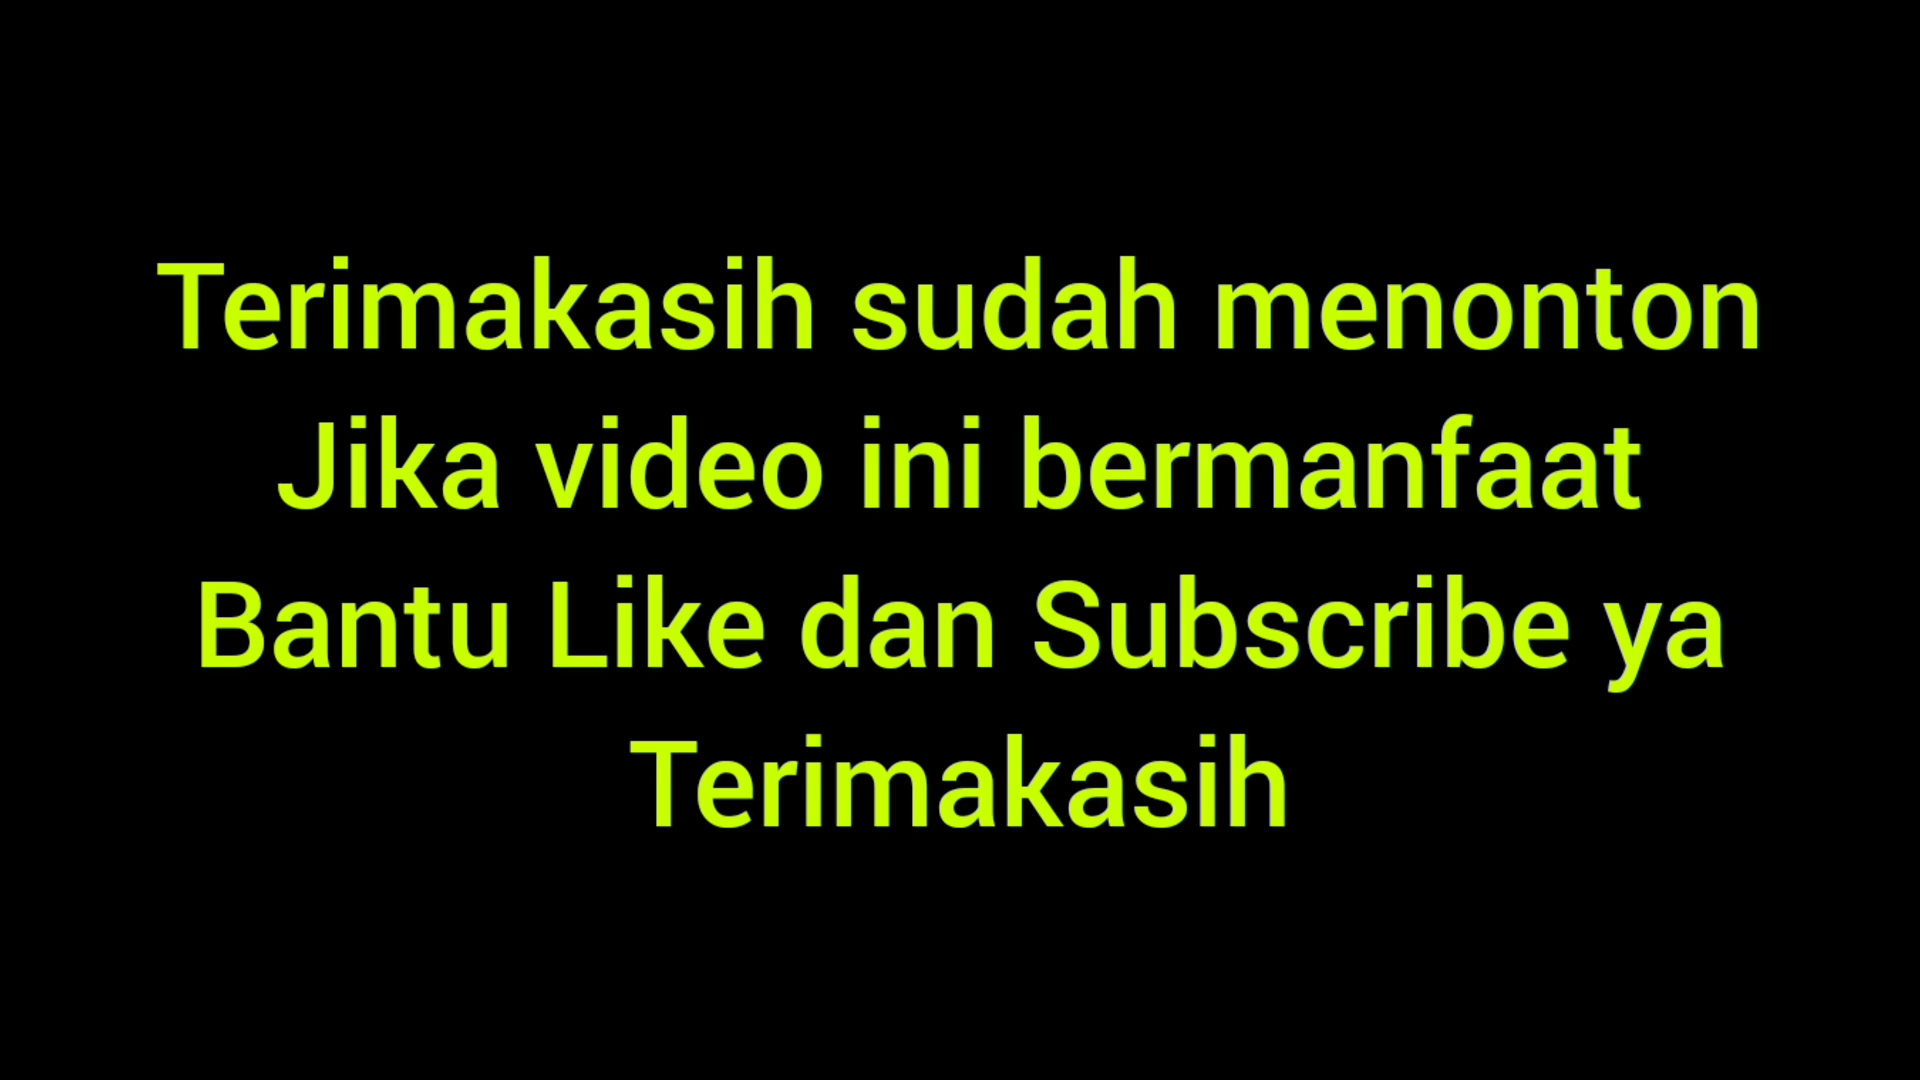 Terimakasih sudah menonton
Jika video ini bermanfaat
Bantu Like dan Subscribe ya
Terimakasih